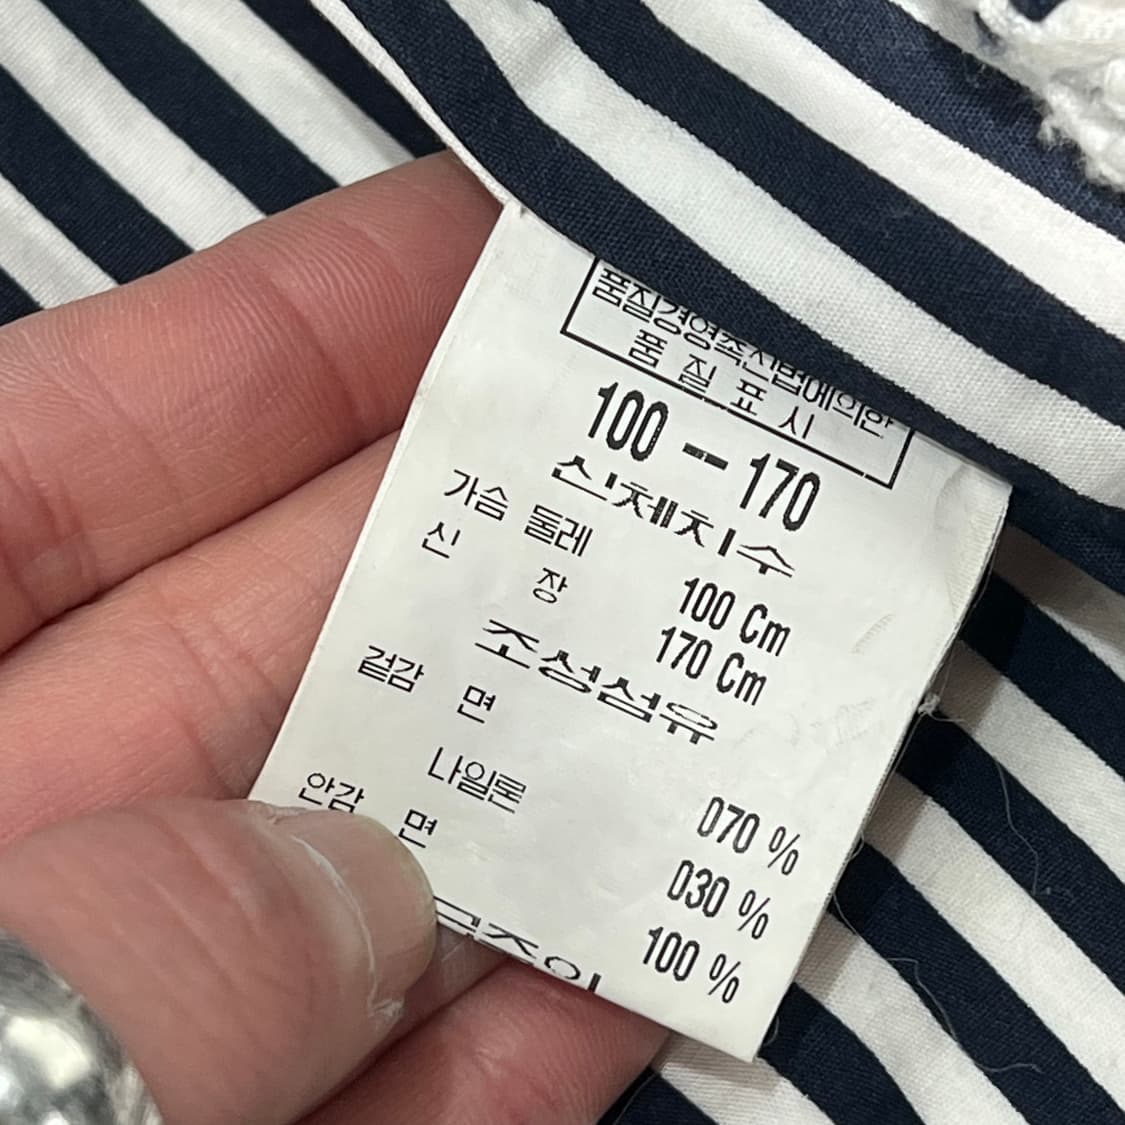 품질경영촉진법에의한
품 질 표 시
100 -- 170
신체치수
가슴 둘레 100 Cm
신 장 170 Cm
조성섬유
겉감 면 070 %
나일론 030 %
안감 면 100 %